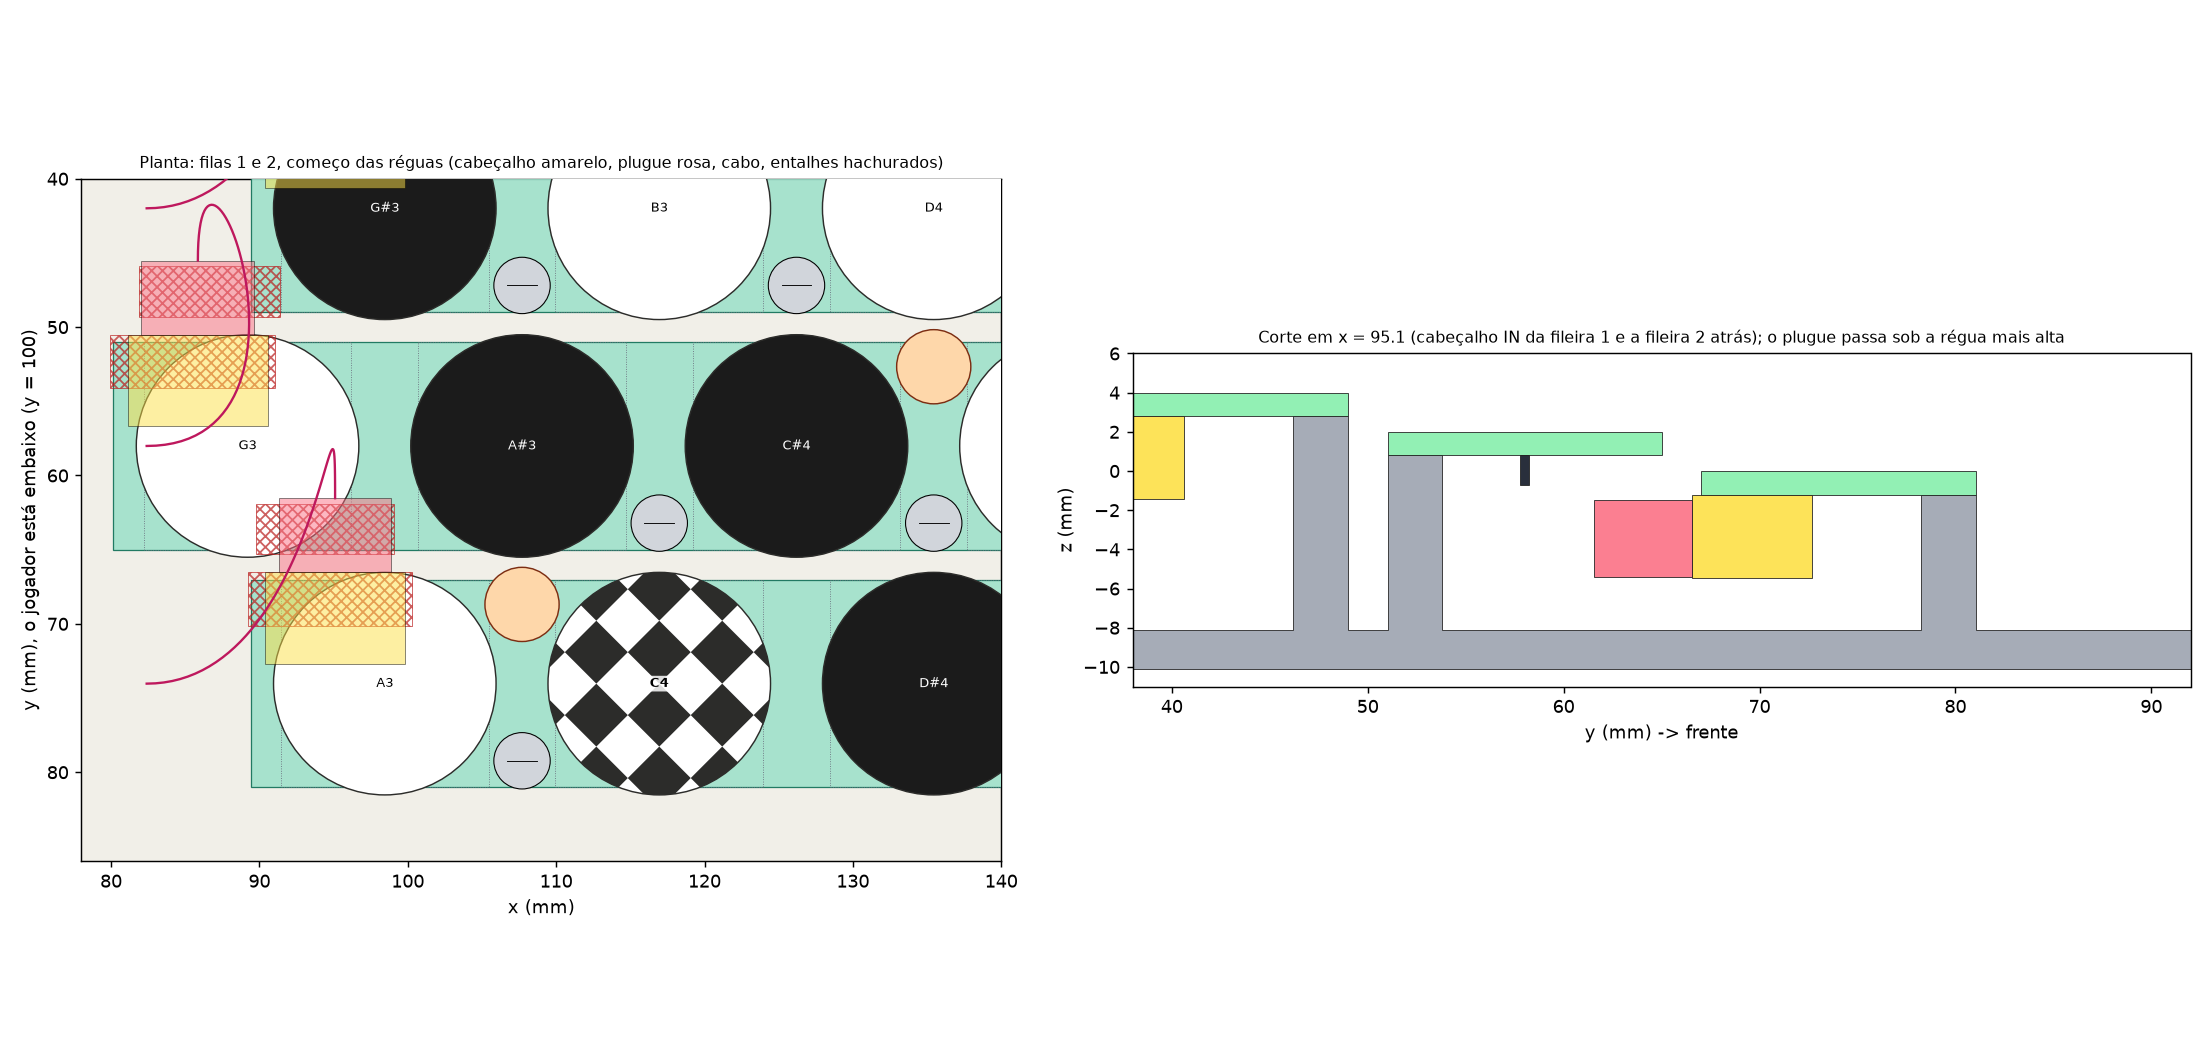 Planta: filas 1 e 2, começo das réguas (cabeçalho amarelo, plugue rosa, cabo, entalhes hachurados)
40
50
60
70
80
y (mm), o jogador está embaixo (y = 100)
G#3
B3
D4
G3
A#3
C#4
A3
C4
D#4
80
90
100
110
120
130
140
x (mm)
Corte em x = 95.1 (cabeçalho IN da fileira 1 e a fileira 2 atrás); o plugue passa sob a régua mais alta
6
4
2
0
−2
−4
−6
−8
−10
z (mm)
40
50
60
70
80
90
y (mm) -> frente